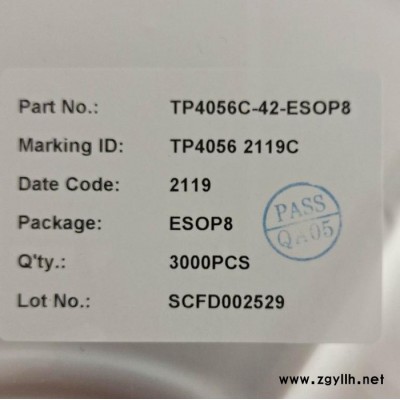 Part No.: TP4056C-42-ESOP8
Marking ID: TP4056 2119C
Date Code: 2119
Package: ESOP8
Q'ty.: 3000PCS
Lot No.: SCFD002529
PASS
QA05
www.zgyllh.net